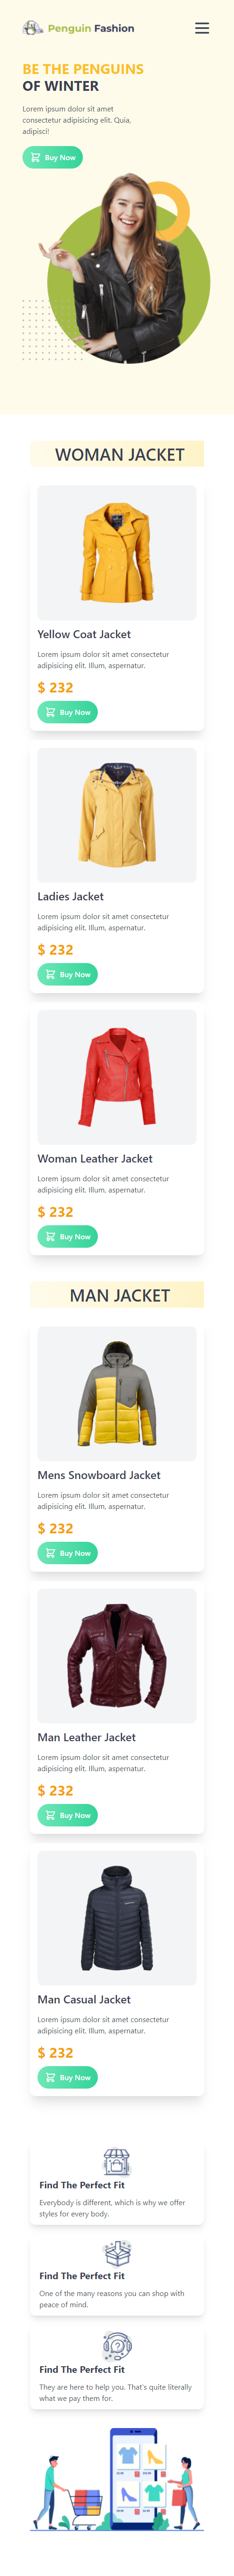 Penguin Fashion
BE THE PENGUINS
OF WINTER
Lorem ipsum dolor sit amet
consectetur adipisicing elit. Quia,
adipisci!
Buy Now
WOMAN JACKET
Yellow Coat Jacket
Lorem ipsum dolor sit amet consectetur
adipisicing elit. Illum, aspernatur.
$ 232
Buy Now
Ladies Jacket
Lorem ipsum dolor sit amet consectetur
adipisicing elit. Illum, aspernatur.
$ 232
Buy Now
Woman Leather Jacket
Lorem ipsum dolor sit amet consectetur
adipisicing elit. Illum, aspernatur.
$ 232
Buy Now
MAN JACKET
Mens Snowboard Jacket
Lorem ipsum dolor sit amet consectetur
adipisicing elit. Illum, aspernatur.
$ 232
Buy Now
Man Leather Jacket
Lorem ipsum dolor sit amet consectetur
adipisicing elit. Illum, aspernatur.
$ 232
Buy Now
Man Casual Jacket
Lorem ipsum dolor sit amet consectetur
adipisicing elit. Illum, aspernatur.
$ 232
Buy Now
Find The Perfect Fit
Everybody is different, which is why we offer
styles for every body.
Find The Perfect Fit
One of the many reasons you can shop with
peace of mind.
Find The Perfect Fit
They are here to help you. That's quite literally
what we pay them for.